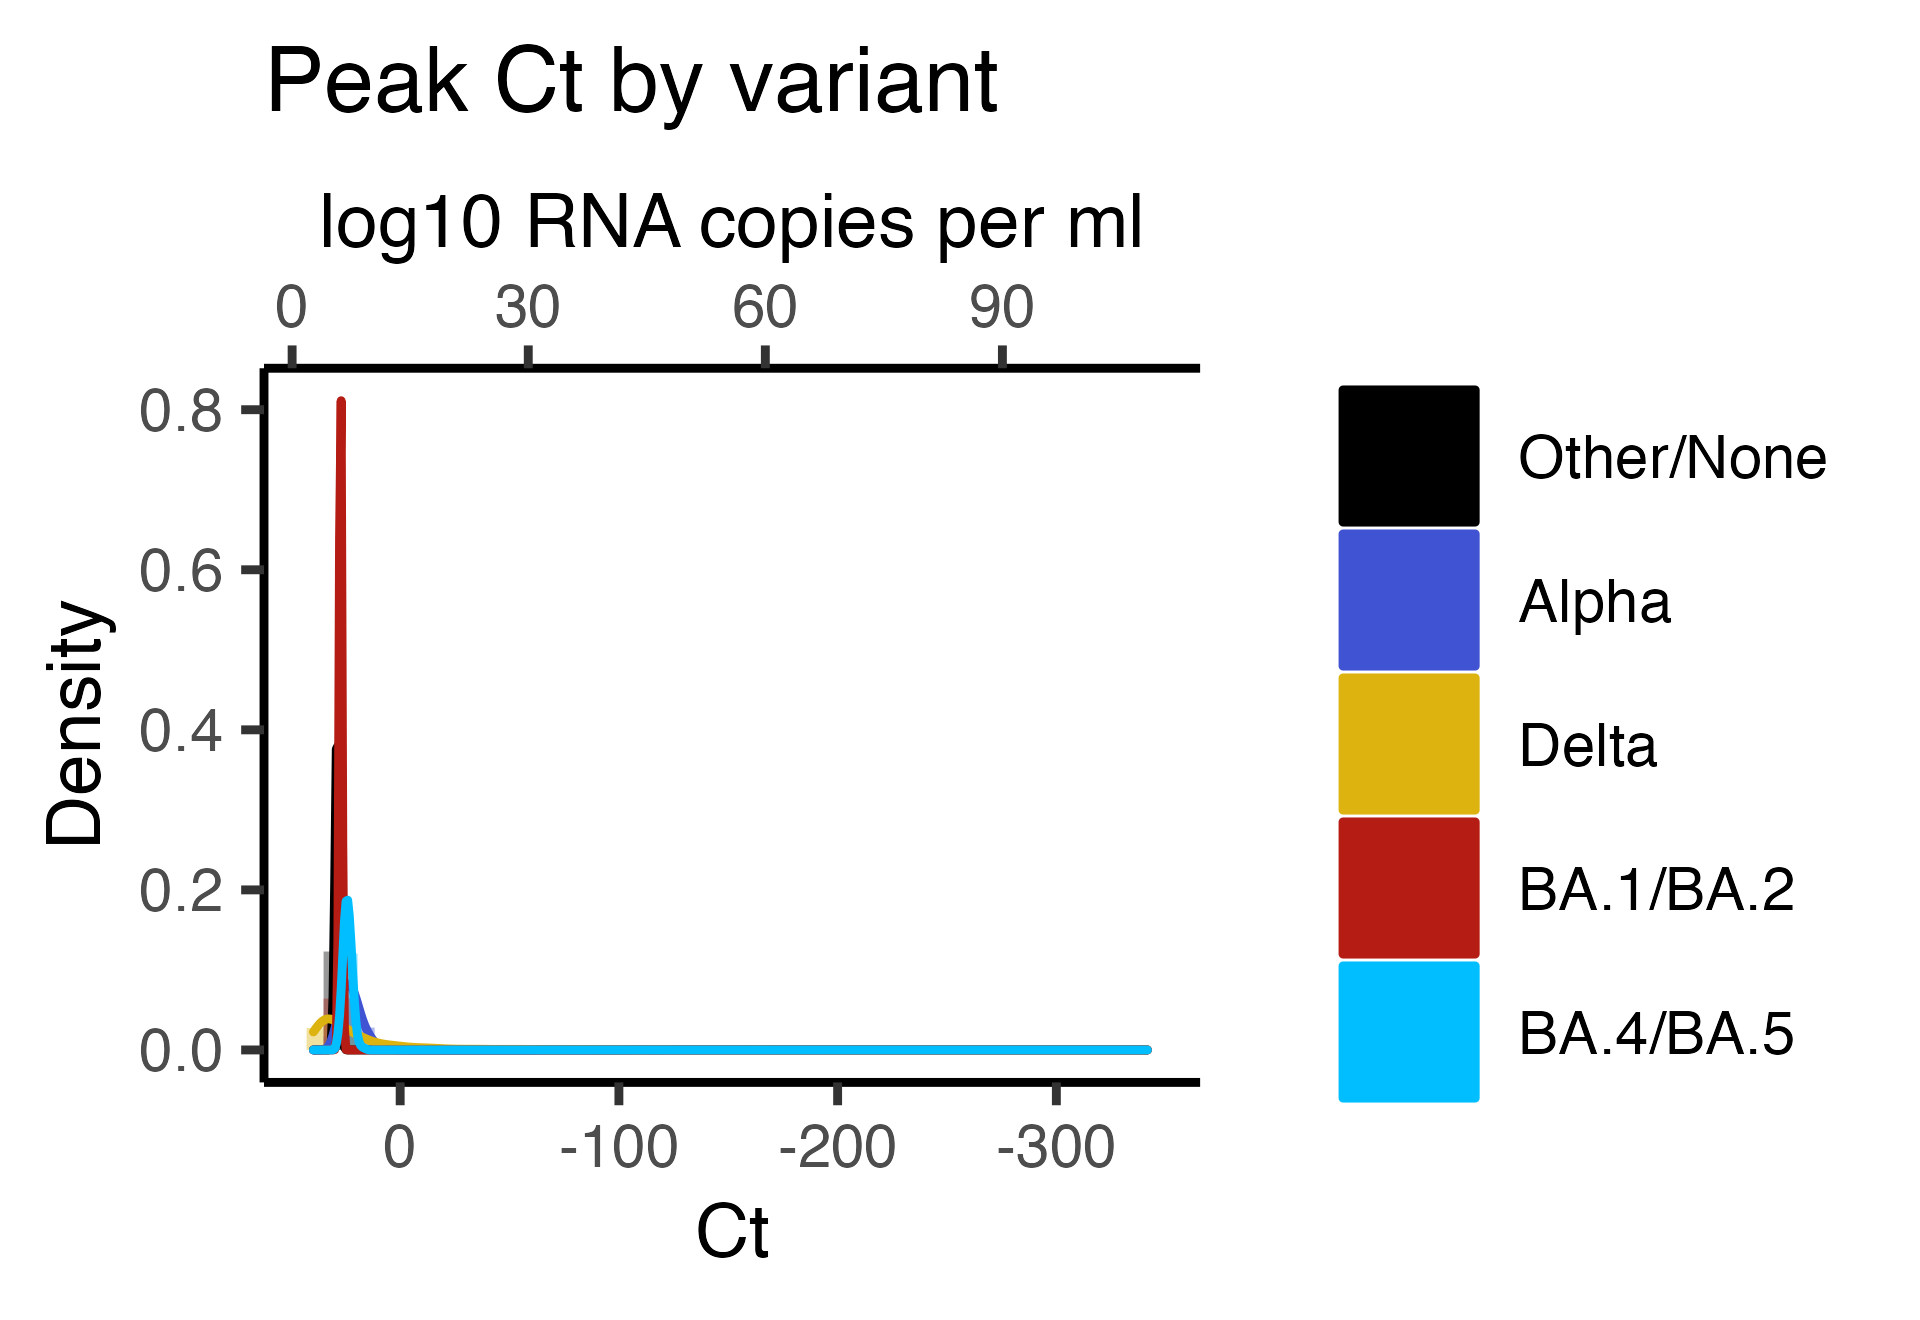 Peak Ct by variant
log10 RNA copies per ml
0 30 60 90
0.8
0.6
0.4
0.2
0.0
Density
0 -100 -200 -300
Ct
Other/None
Alpha
Delta
BA.1/BA.2
BA.4/BA.5